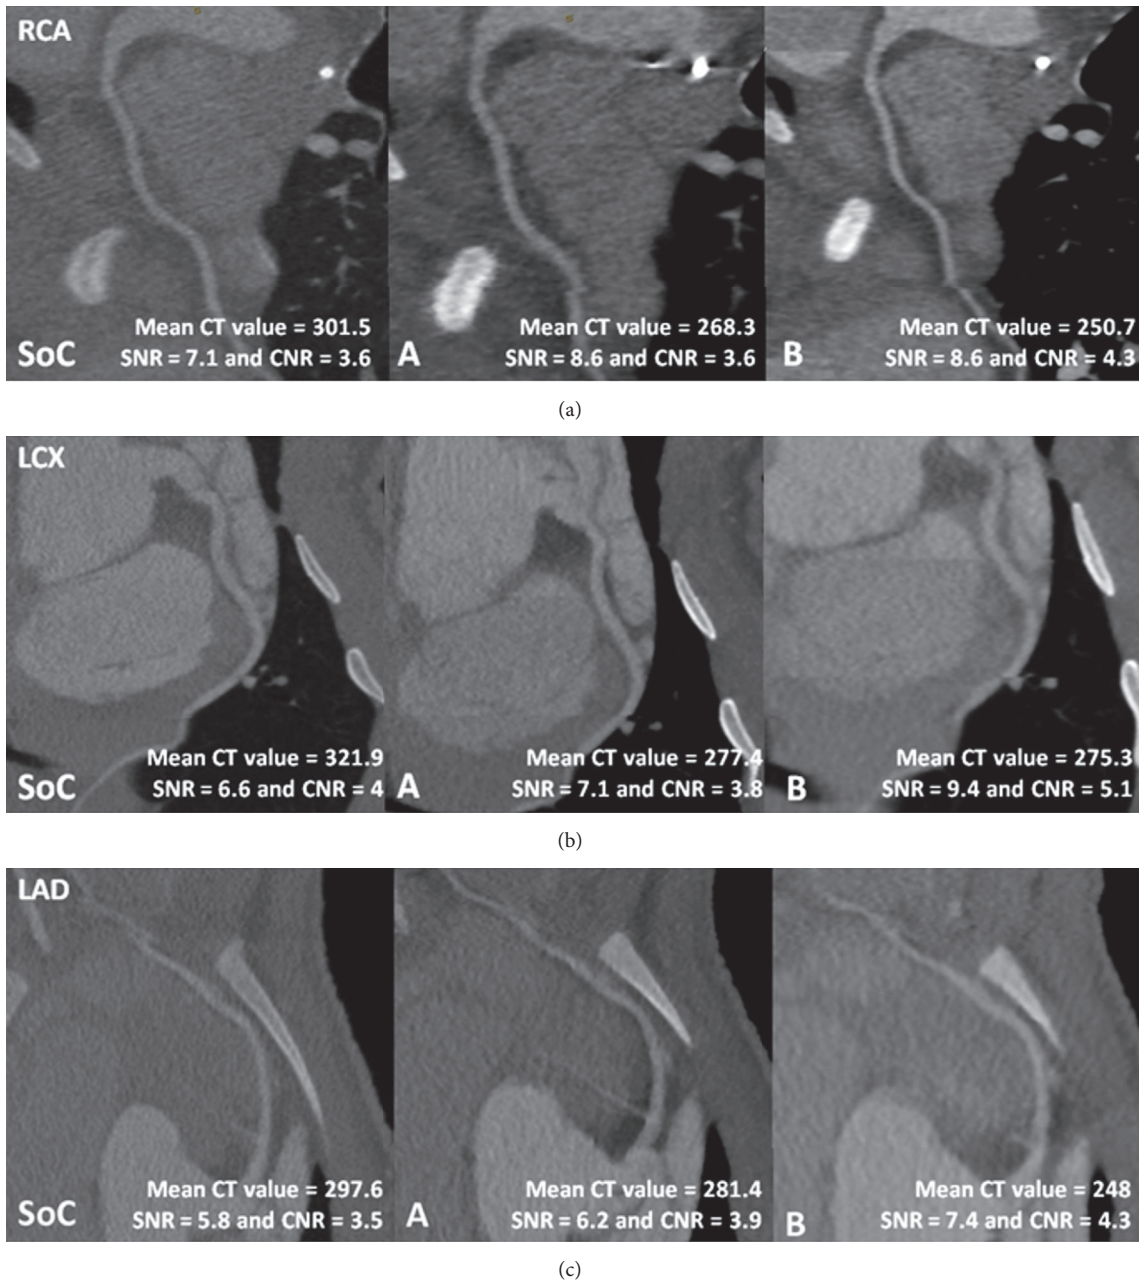 RCA
Mean CT value = 301.5
SNR = 7.1 and CNR = 3.6
SoC
Mean CT value = 268.3
SNR = 8.6 and CNR = 3.6
A
Mean CT value = 250.7
SNR = 8.6 and CNR = 4.3
B
(a)
LCX
Mean CT value = 321.9
SNR = 6.6 and CNR = 4
SoC
Mean CT value = 277.4
SNR = 7.1 and CNR = 3.8
A
Mean CT value = 275.3
SNR = 9.4 and CNR = 5.1
B
(b)
LAD
Mean CT value = 297.6
SNR = 5.8 and CNR = 3.5
SoC
Mean CT value = 281.4
SNR = 6.2 and CNR = 3.9
A
Mean CT value = 248
SNR = 7.4 and CNR = 4.3
B
(c)